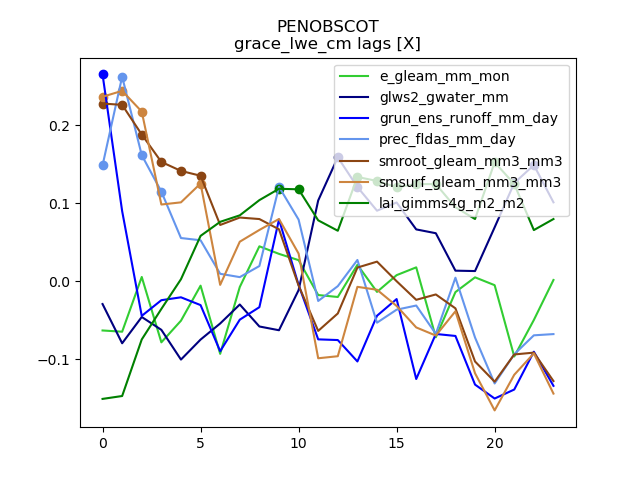 PENOBSCOT
grace_lwe_cm lags [X]
e_gleam_mm_mon
glws2_gwater_mm
grun_ens_runoff_mm_day
prec_fldas_mm_day
smroot_gleam_mm3_mm3
smsurf_gleam_mm3_mm3
lai_gimms4g_m2_m2
0.2
0.1
0.0
−0.1
0 5 10 15 20